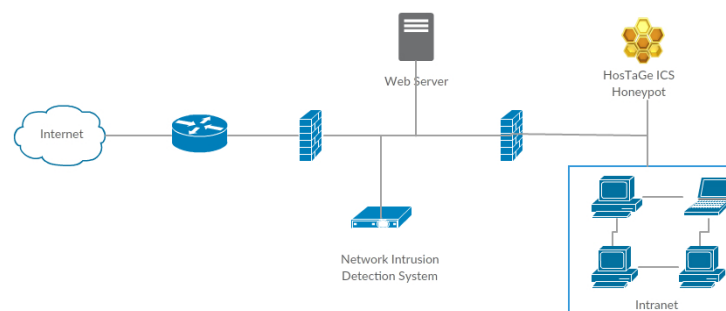 Web Server
HosTaGe ICS
Honeypot
Internet
Network Intrusion
Detection System
Intranet